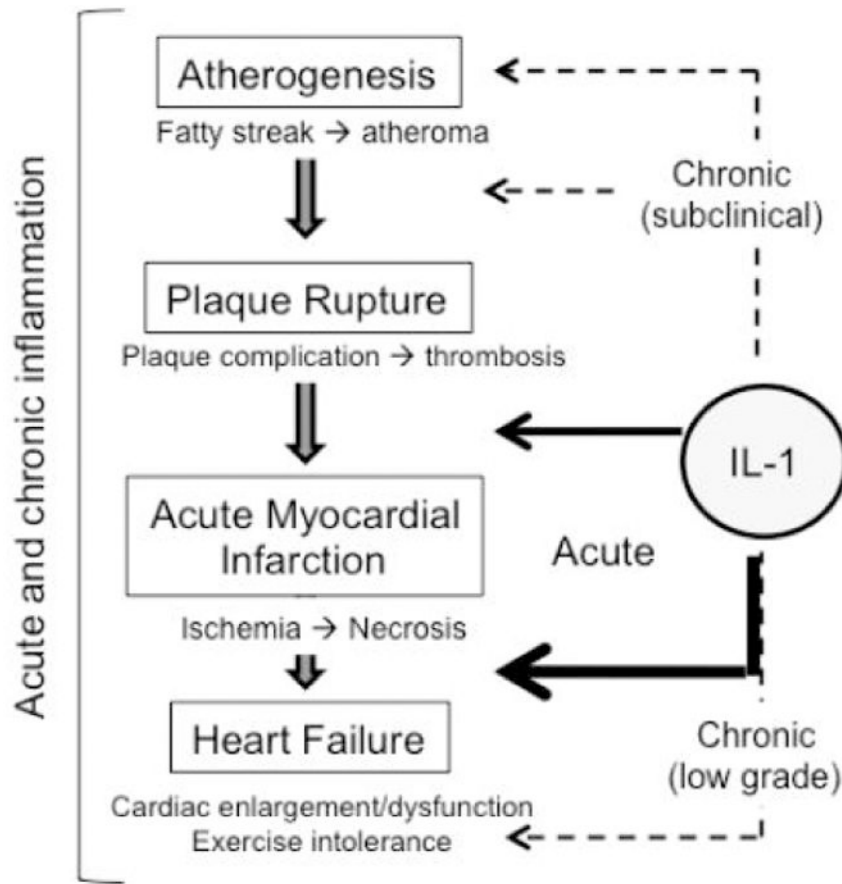 Acute and chronic inflammation
Atherogenesis
Fatty streak → atheroma
Chronic
(subclinical)
Plaque Rupture
Plaque complication → thrombosis
IL-1
Acute Myocardial
Infarction
Acute
Ischemia → Necrosis
Heart Failure
Chronic
(low grade)
Cardiac enlargement/dysfunction
Exercise intolerance